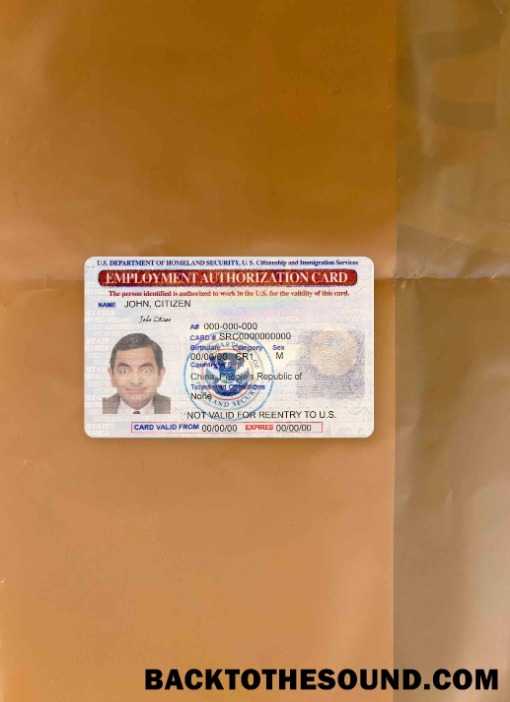 U.S. DEPARTMENT OF HOMELAND SECURITY, U. S. Citizenship and Immigration Services
EMPLOYMENT AUTHORIZATION CARD
The person identified is authorized to work in the U.S. for the validity of this card.
NAME JOHN, CITIZEN
John Citizen
A# 000-000-000
CARD # SRC0000000000
Birthdate Category Sex
00/00/00 CR1 M
Country of Birth
China, People's Republic of
Terms and Conditions
None
NOT VALID FOR REENTRY TO U.S.
CARD VALID FROM 00/00/00 EXPIRES 00/00/00
BACKTOTHESOUND.COM